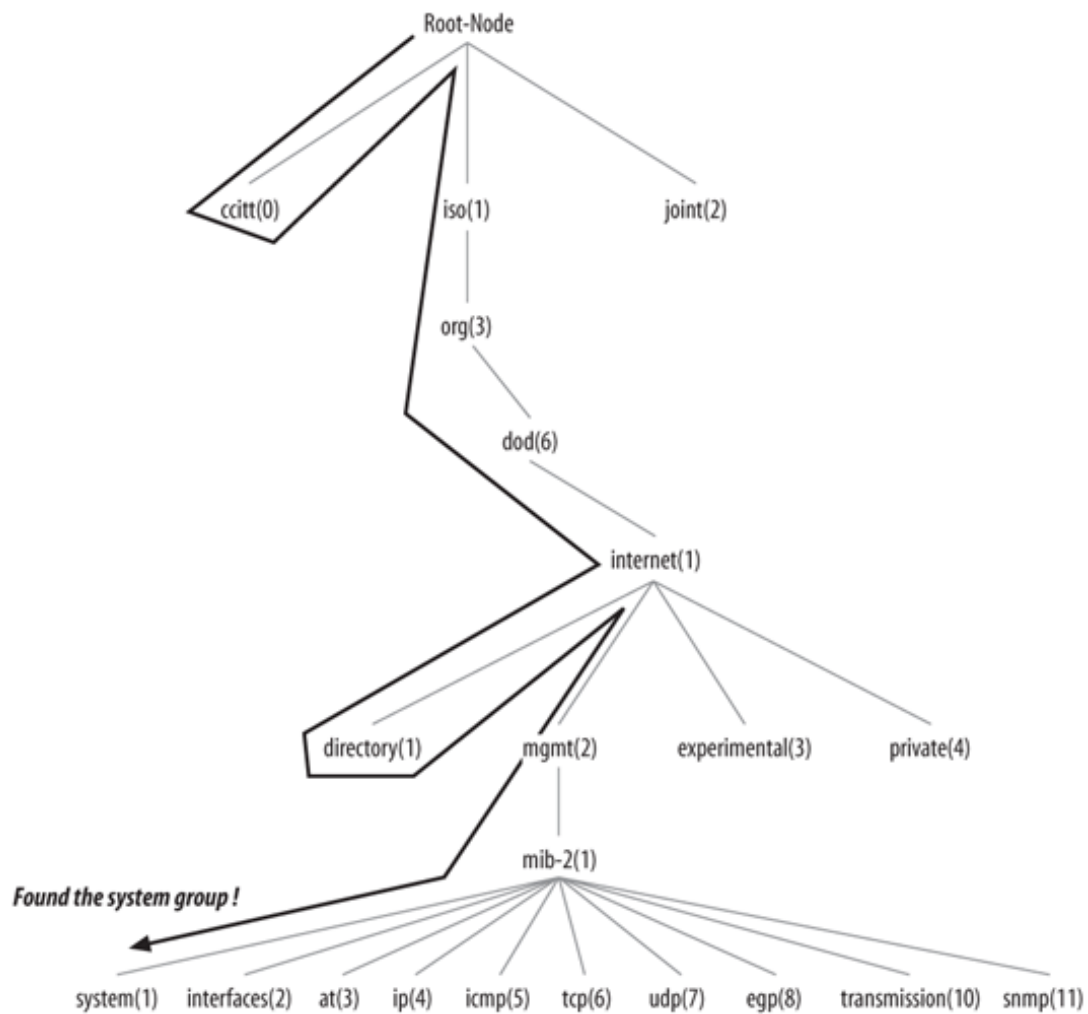 Root-Node
ccitt(0) iso(1) joint(2)
org(3)
dod(6)
internet(1)
directory(1) mgmt(2) experimental(3) private(4)
mib-2(1)
Found the system group !
system(1) interfaces(2) at(3) ip(4) icmp(5) tcp(6) udp(7) egp(8) transmission(10) snmp(11)